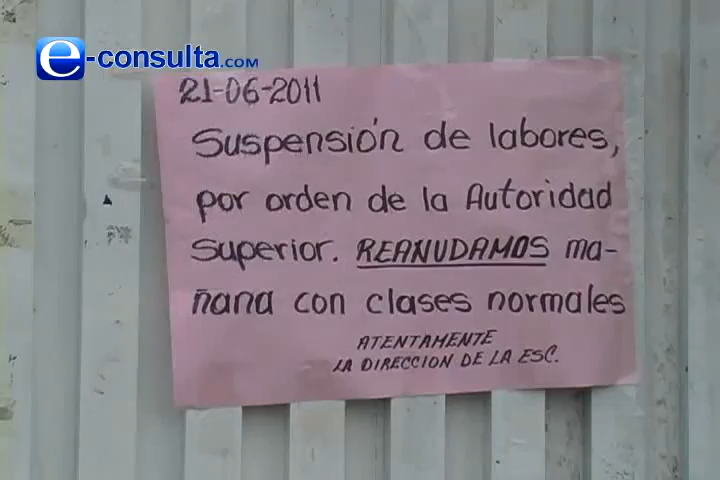 e-consulta.com
21-06-2011
Suspensión de labores,
por orden de la Autoridad
Superior. REANUDAMOS ma-
ñana con clases normales
ATENTAMENTE
LA DIRECCION DE LA ESC.